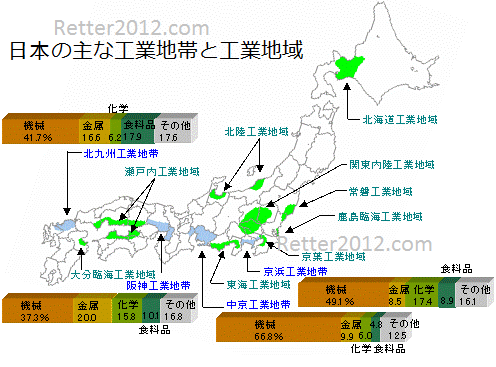 Retter2012.com
日本の主な工業地帯と工業地域
化学
機械 金属 食料品 その他
41.7% 16.6 6.2 17.9 17.6
北九州工業地帯
瀬戸内工業地域
北陸工業地域
北海道工業地域
関東内陸工業地域
常磐工業地域
鹿島臨海工業地域
Retter2012.com
京葉工業地域
大分臨海工業地域
阪神工業地帯
東海工業地域
京浜工業地帯
中京工業地帯
食料品
機械 金属 化学 その他
49.1% 8.5 17.4 8.9 16.1
機械 金属 化学 その他
37.3% 20.0 15.8 10.1 16.8
食料品
機械 金属 4.8 その他
66.8% 9.9 6.0 12.5
化学 食料品